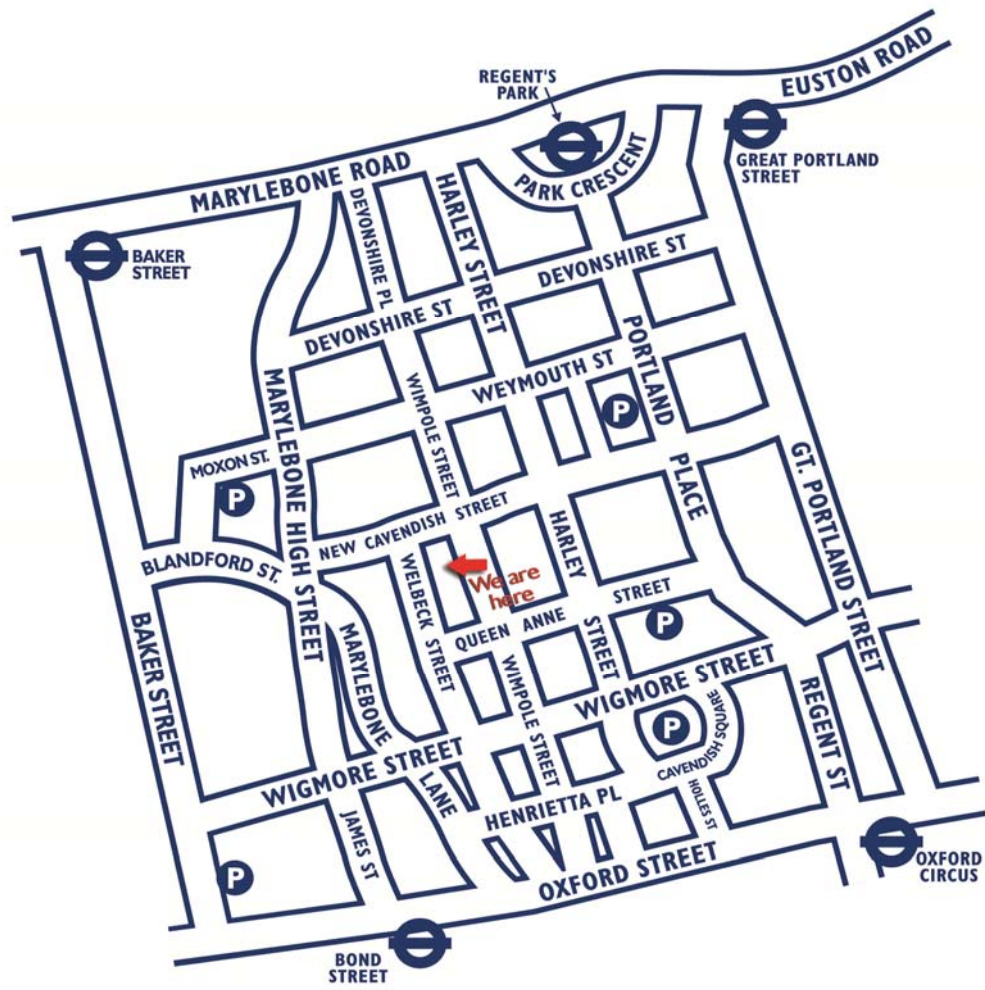 REGENT'S
PARK
EUSTON ROAD
GREAT PORTLAND
STREET
MARYLEBONE ROAD
PARK CRESCENT
DEVONSHIRE PL
HARLEY STREET
BAKER
STREET
DEVONSHIRE ST
DEVONSHIRE ST
PORTLAND
PLACE
WEYMOUTH ST
MARYLEBONE HIGH STREET
WIMPOLE STREET
P
MOXON ST.
P
GT. PORTLAND STREET
NEW CAVENDISH STREET
HARLEY
STREET
BLANDFORD ST.
WELBECK STREET
We are
here
QUEEN ANNE STREET
P
BAKER STREET
MARYLEBONE
LANE
WIMPOLE STREET
WIGMORE STREET
REGENT ST
P
CAVENDISH SQUARE
WIGMORE STREET
HOLLES ST
HENRIETTA PL
JAMES ST
P
OXFORD STREET
OXFORD
CIRCUS
BOND
STREET